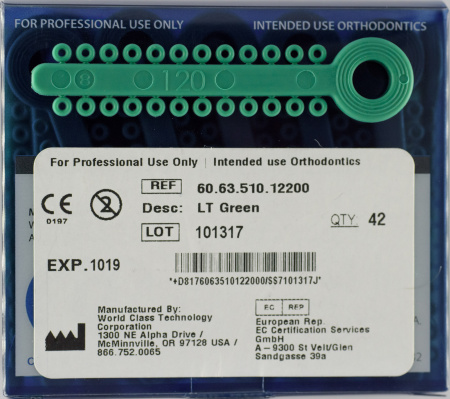 FOR PROFESSIONAL USE ONLY
INTENDED USE ORTHODONTICS
8 120
For Professional Use Only | Intended use Orthodontics
CE
0197
2
REF 60.63.510.12200
Desc: LT Green
QTY 42
LOT 101317
EXP.1019
*+D8176063510122000/$$7101317J*
Manufactured By:
World Class Technology
Corporation
1300 NE Alpha Drive /
McMinnville, OR 97128 USA /
866.752.0065
EC REP
European Rep.
EC Certification Services
GmbH
A – 9300 St Veil/Glen
Sandgasse 39a